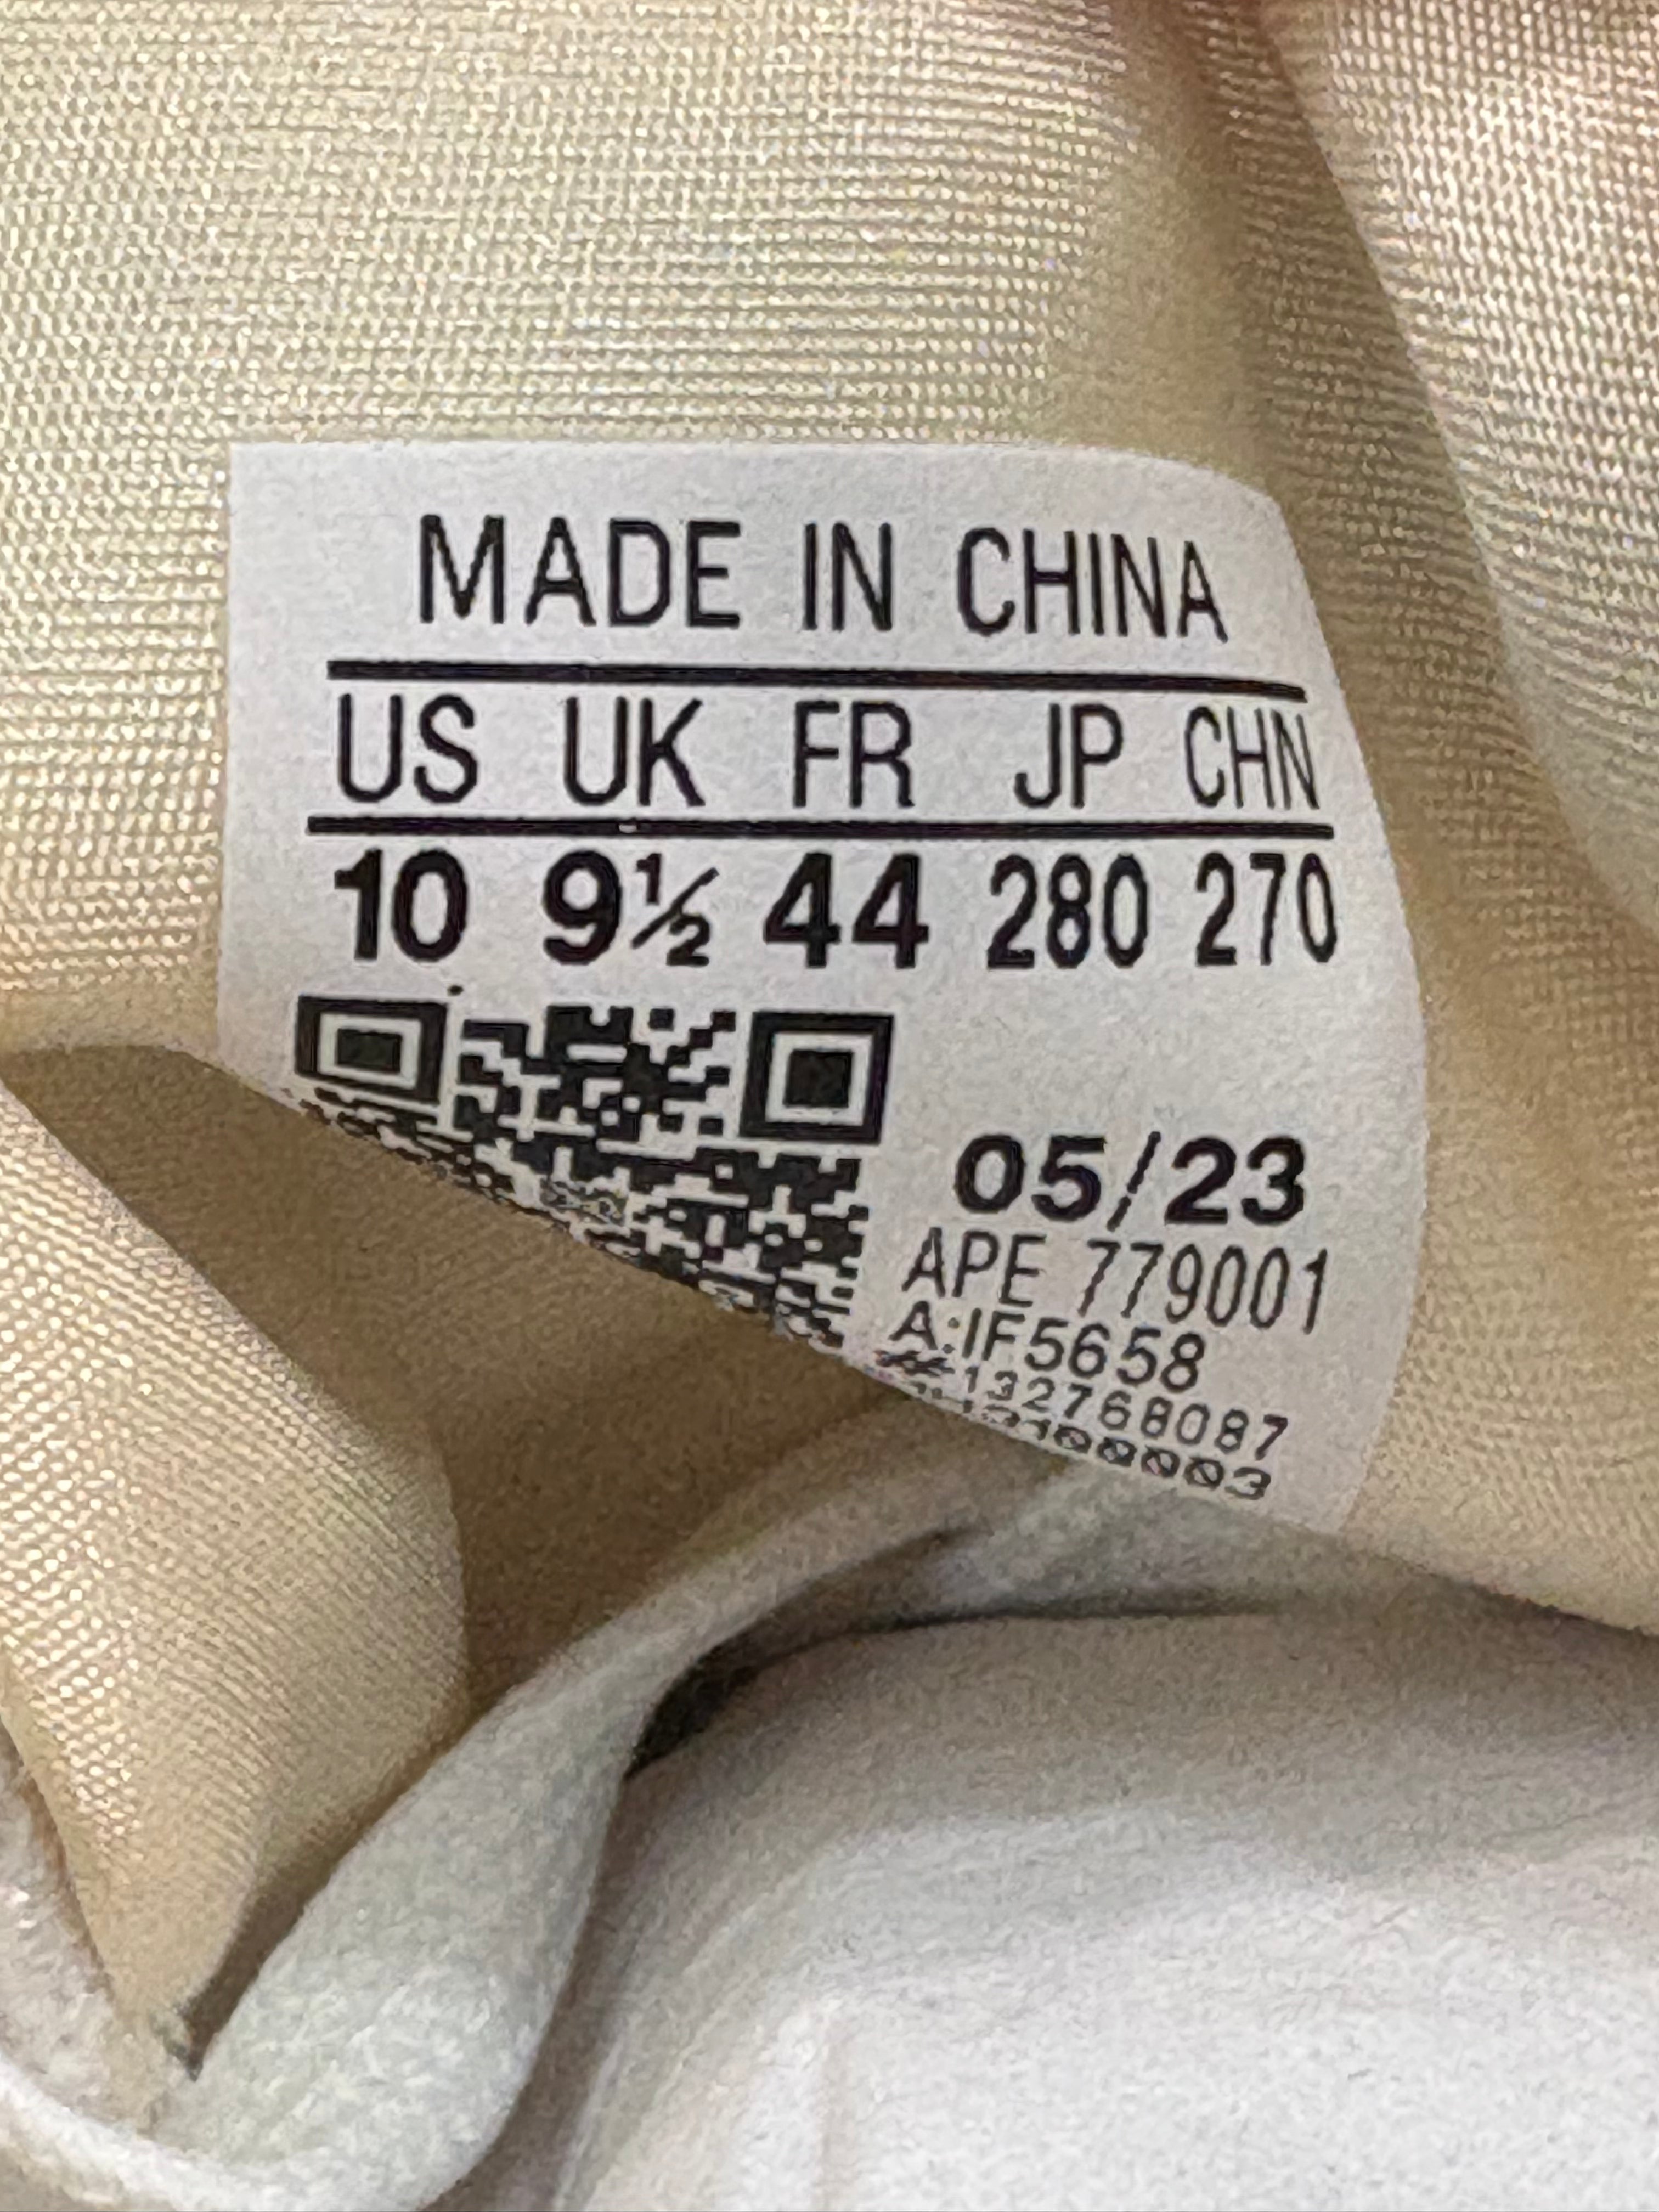 MADE IN CHINA
US UK FR JP CHN
10 9½ 44 280 270
05/23
APE 779001
A:IF5658
#132768087